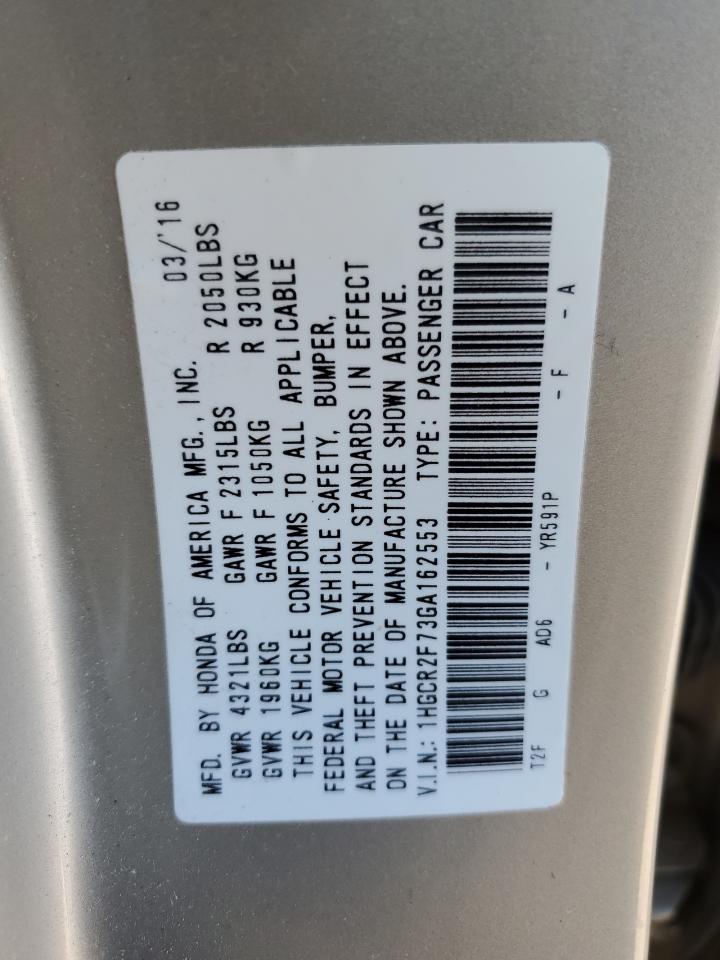 MFD. BY HONDA OF AMERICA MFG., INC. 03/'16
GVWR 4321LBS GAWR F 2315LBS R 2050LBS
GVWR 1960KG GAWR F 1050KG R 930KG
THIS VEHICLE CONFORMS TO ALL APPLICABLE
FEDERAL MOTOR VEHICLE SAFETY, BUMPER,
AND THEFT PREVENTION STANDARDS IN EFFECT
ON THE DATE OF MANUFACTURE SHOWN ABOVE.
V.I.N.: 1HGCR2F73GA162553 TYPE: PASSENGER CAR
T2F G AD6 - YR591P - F - A